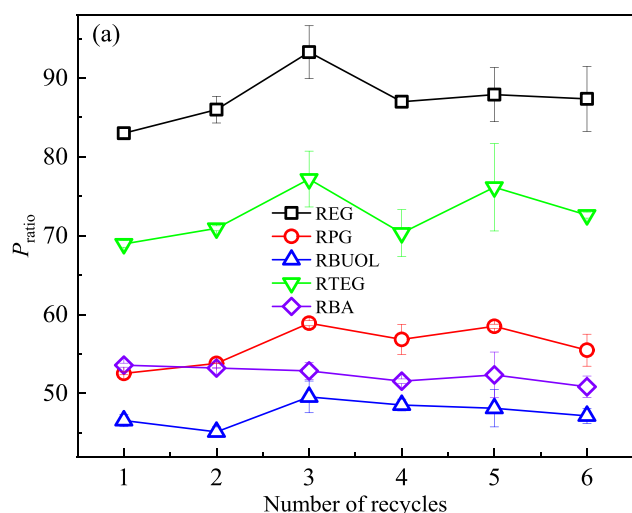 (a)
90
80
70
60
50
P_ratio
REG
RPG
RBUOL
RTEG
RBA
1 2 3 4 5 6
Number of recycles